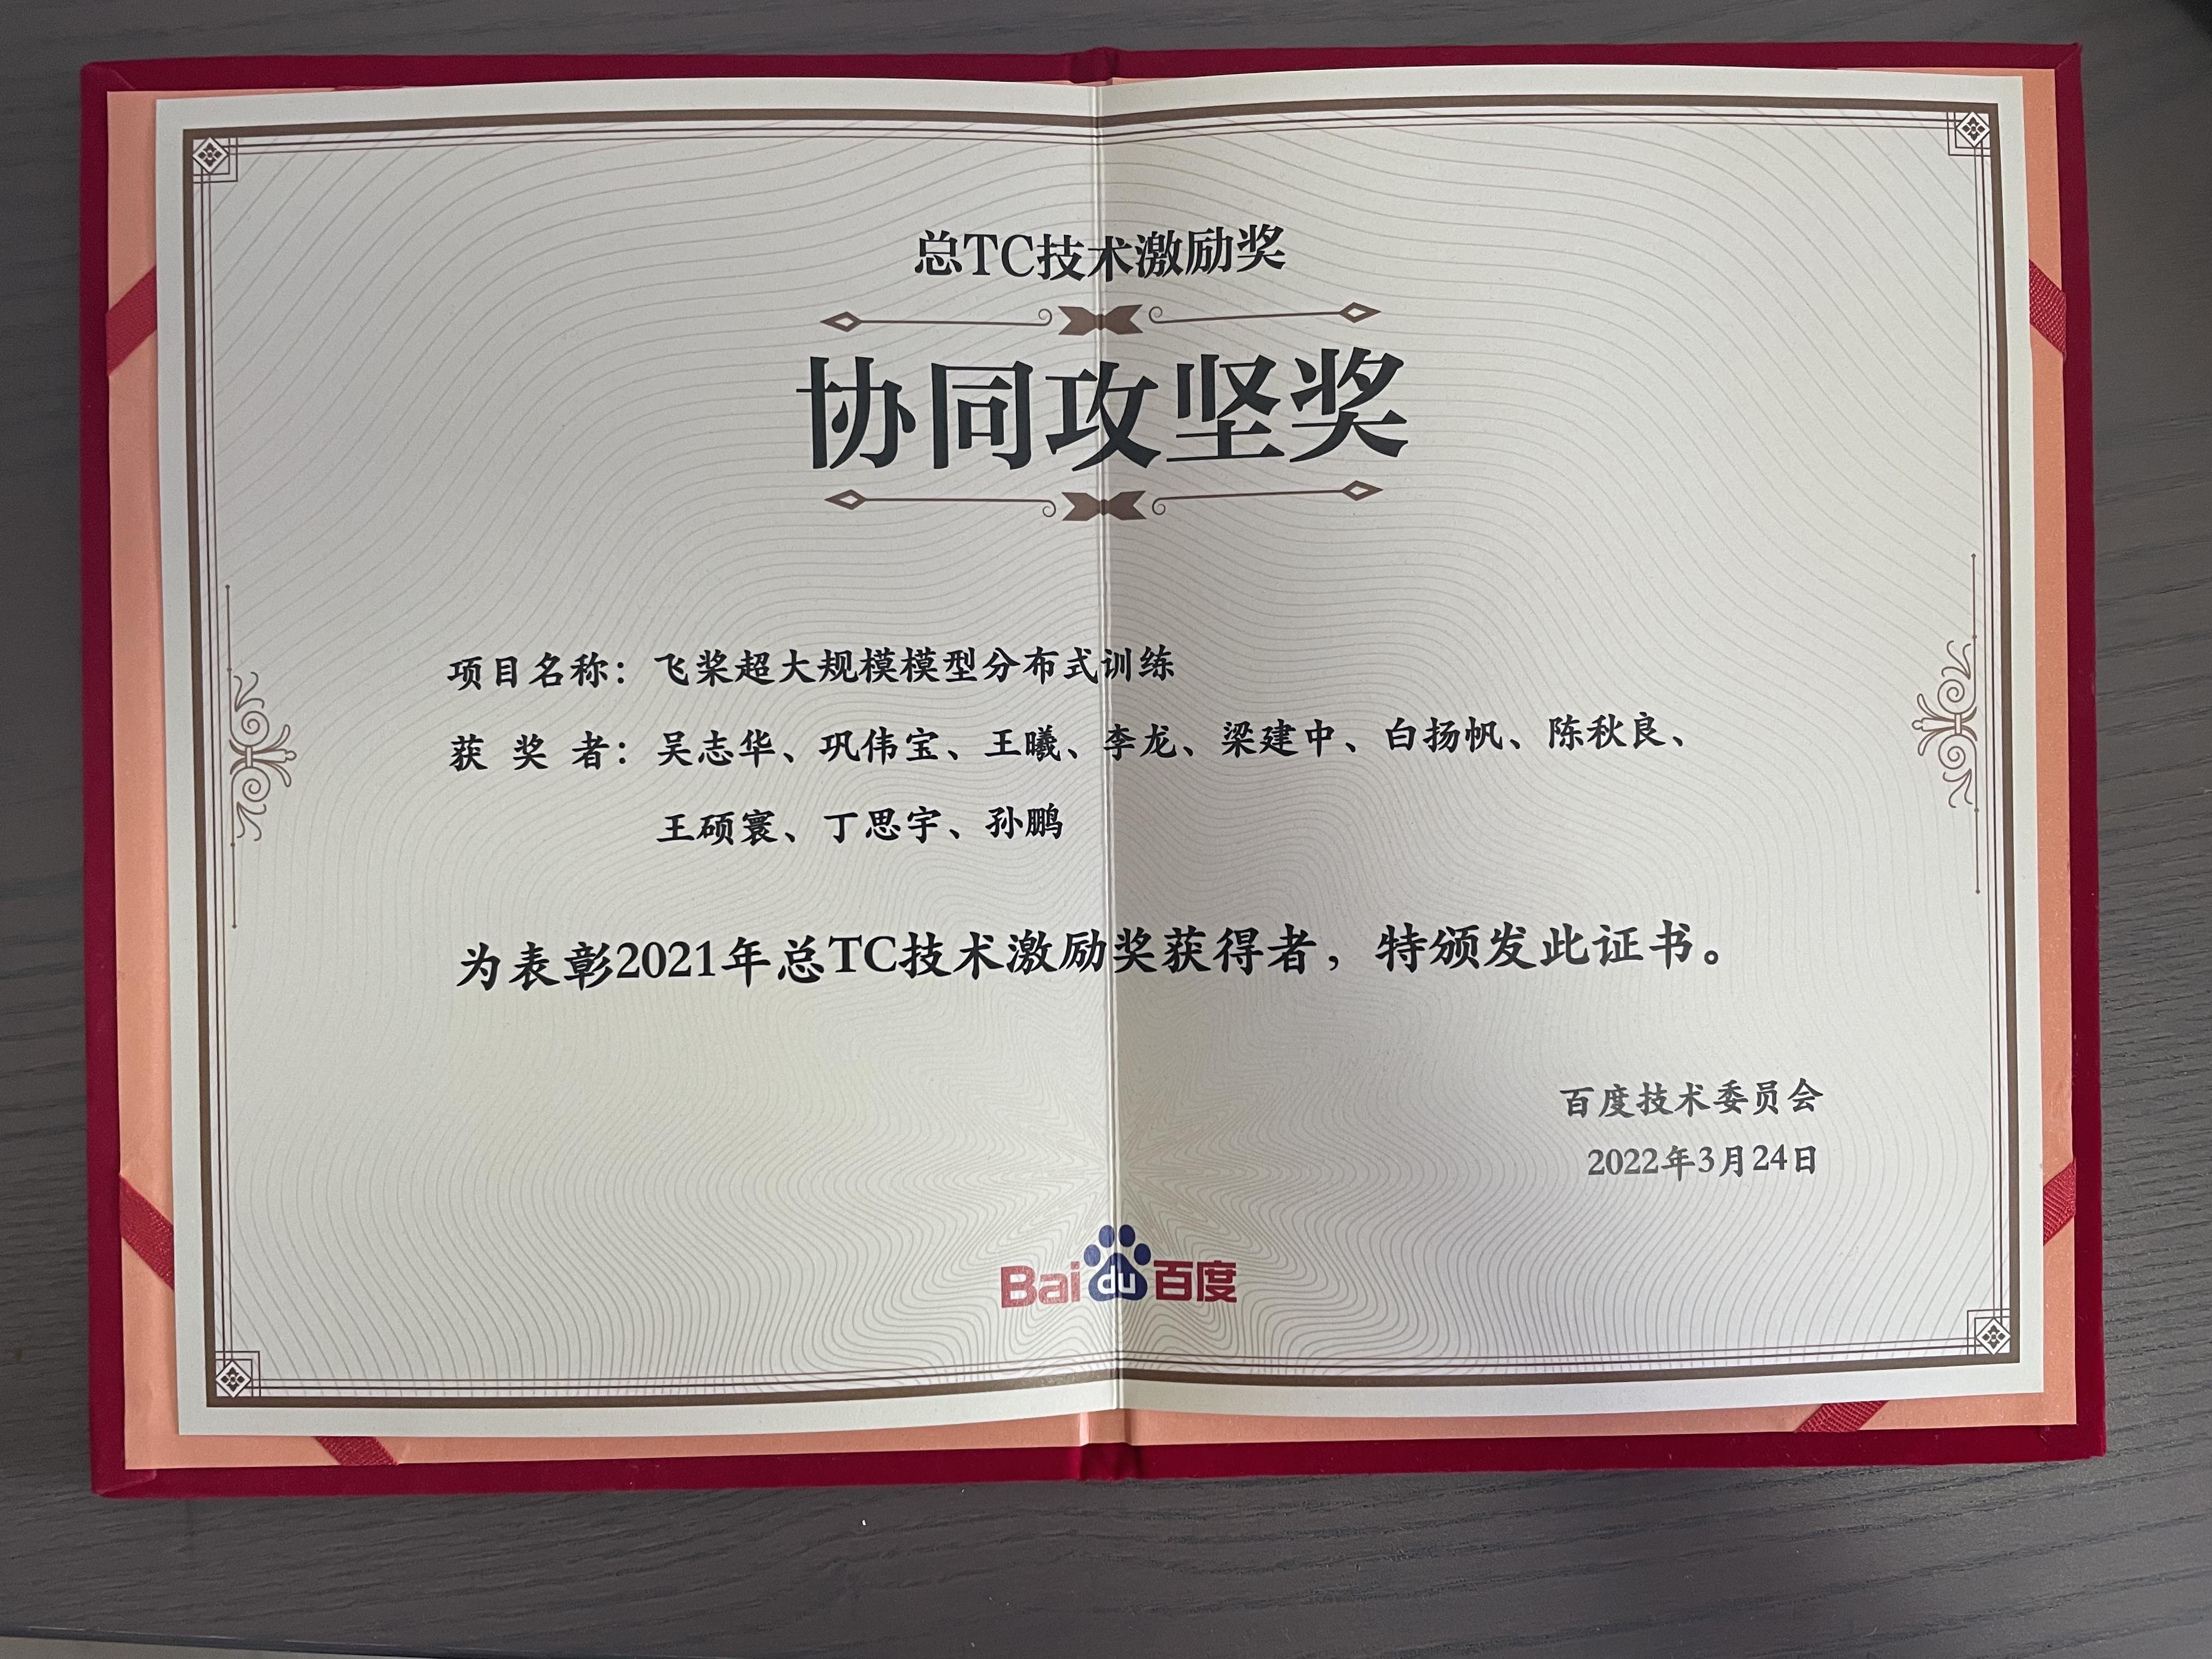 总TC技术激励奖
协同攻坚奖
项目名称：飞桨超大规模模型分布式训练
获奖者：吴志华、巩伟宝、王曦、李龙、梁建中、白扬帆、陈秋良、
王硕寰、丁思宇、孙鹏
为表彰2021年总TC技术激励奖获得者，特颁发此证书。
百度技术委员会
2022年3月24日
Baidu百度